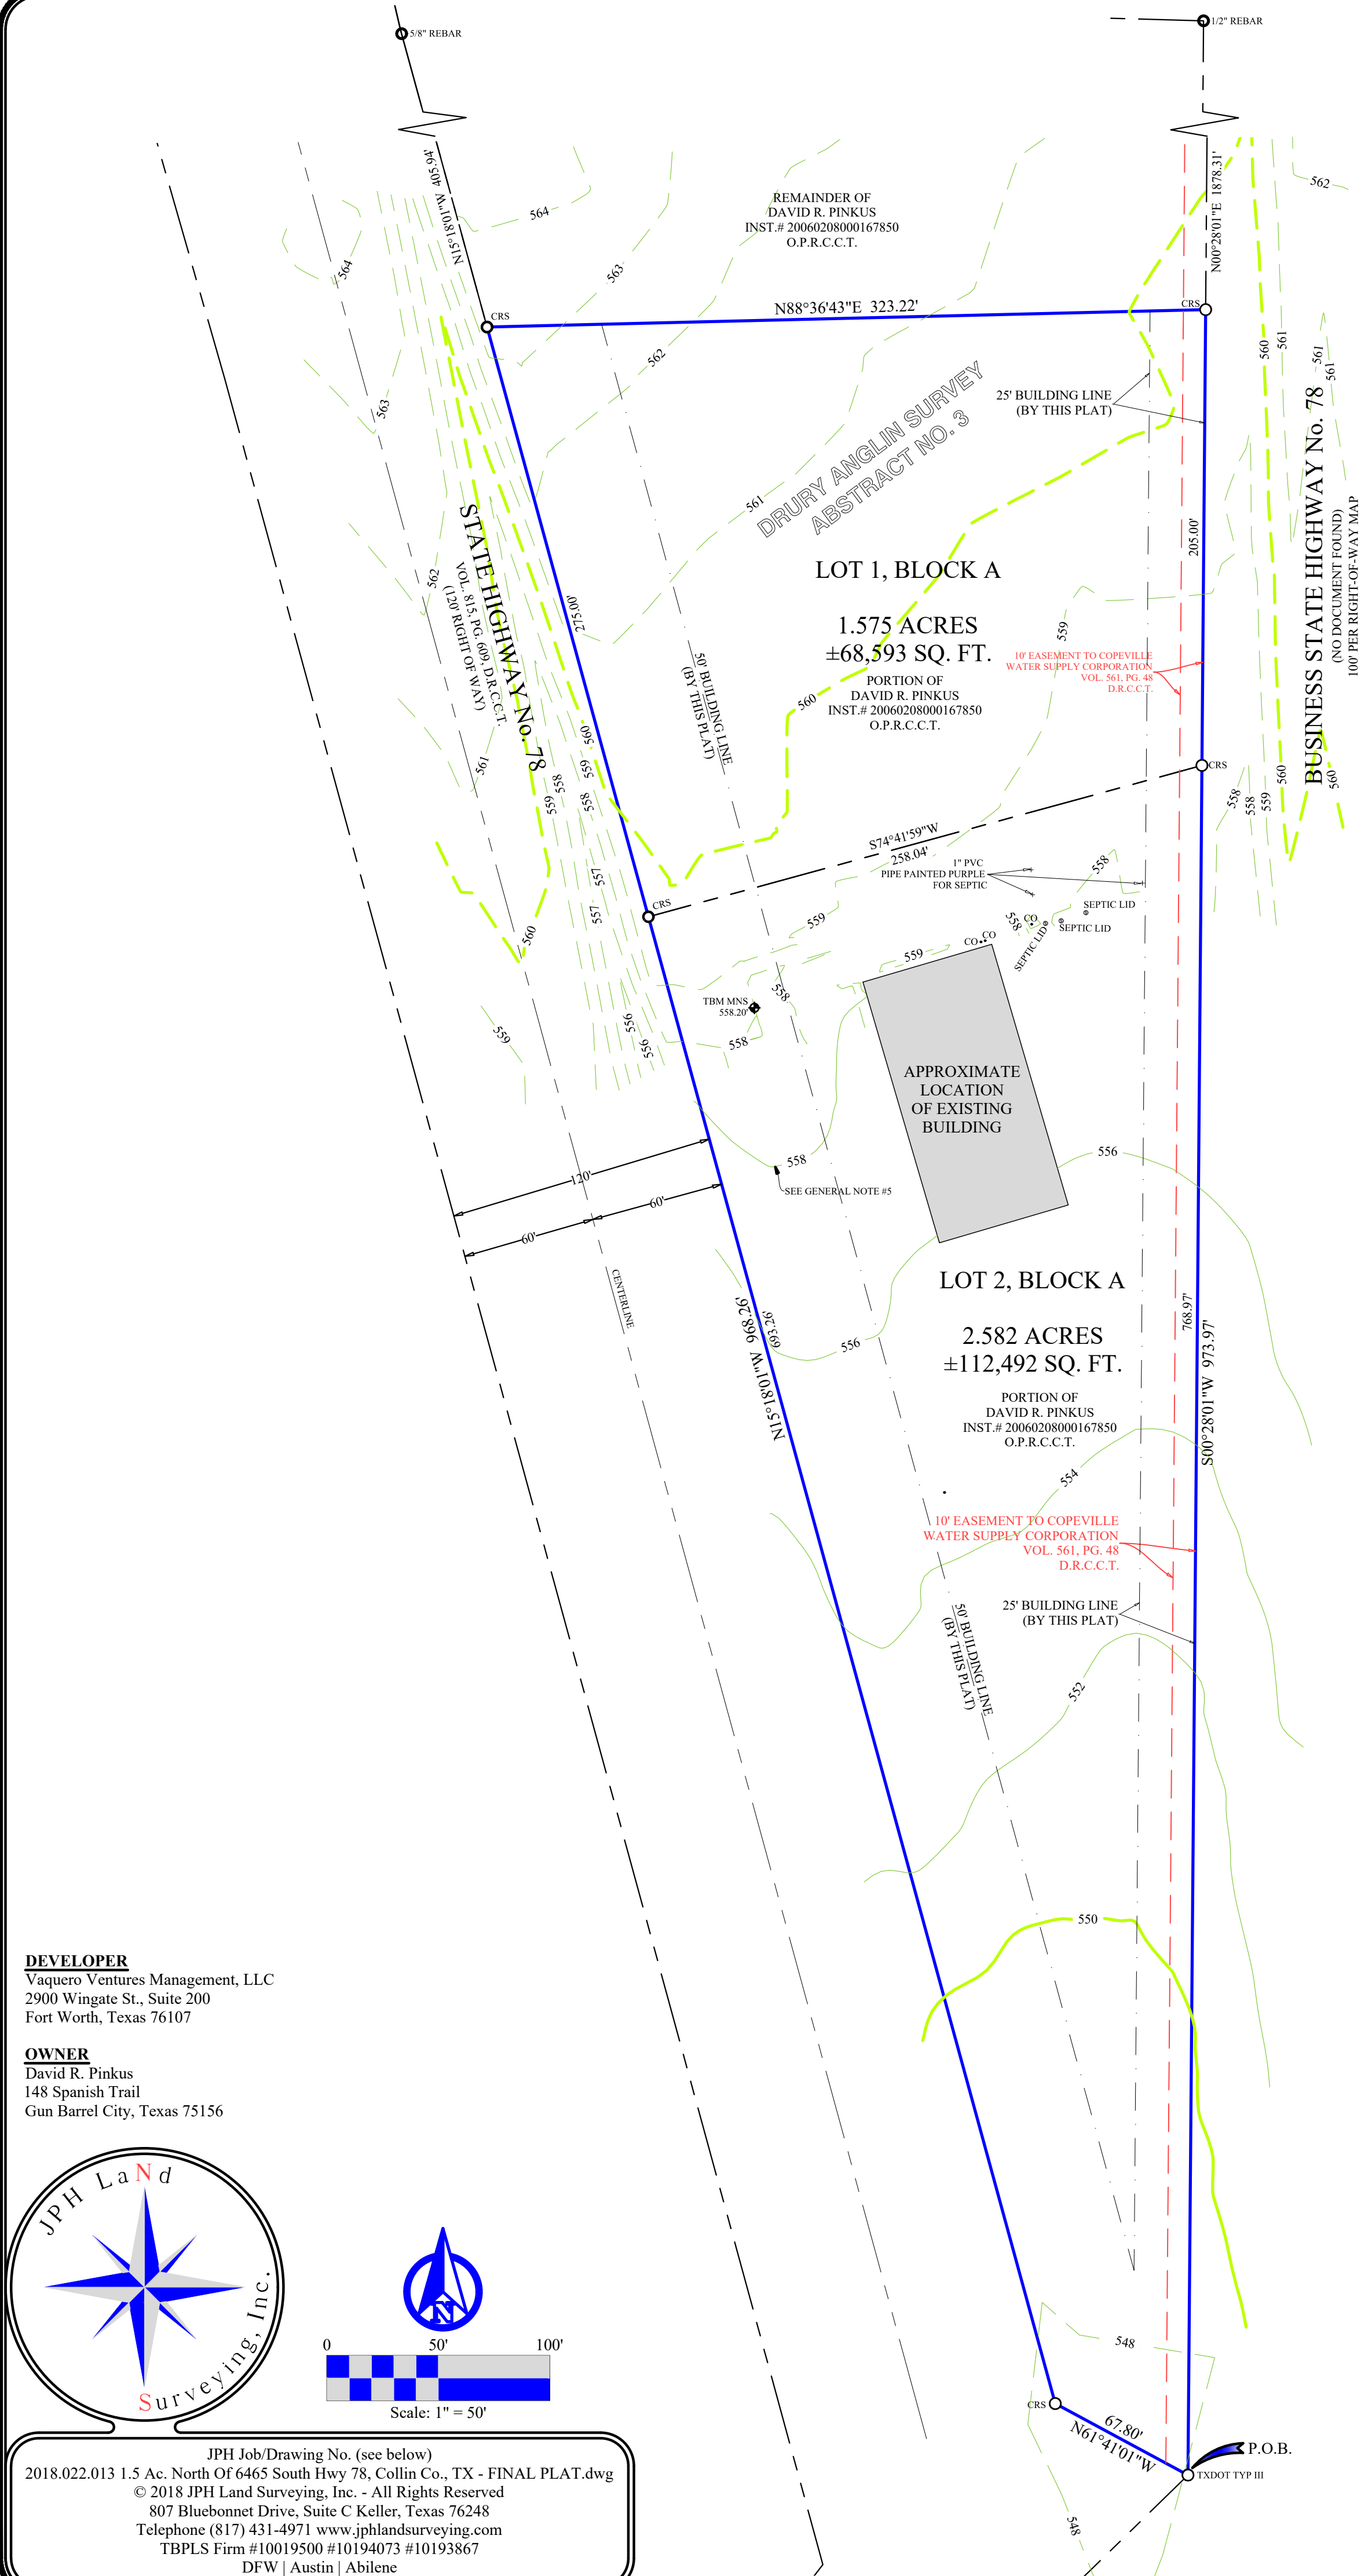 5/8" REBAR
1/2" REBAR
N15°18'01"W 405.94'
N00°28'01"E 1878.31'
562
564
564
563
REMAINDER OF
DAVID R. PINKUS
INST.# 20060208000167850
O.P.R.C.C.T.
CRS
N88°36'43"E 323.22'
CRS
562
563
560
561
561
561
25' BUILDING LINE
(BY THIS PLAT)
DRURY ANGLIN SURVEY
ABSTRACT NO. 3
561
STATE HIGHWAY No. 78
VOL. 815, PG. 609, D.R.C.C.T.
(120' RIGHT OF WAY)
562
561
275.00'
205.00'
BUSINESS STATE HIGHWAY No. 78
(NO DOCUMENT FOUND)
100' PER RIGHT-OF-WAY MAP
LOT 1, BLOCK A
1.575 ACRES
±68,593 SQ. FT.
PORTION OF
DAVID R. PINKUS
INST.# 20060208000167850
O.P.R.C.C.T.
559
10' EASEMENT TO COPEVILLE
WATER SUPPLY CORPORATION
VOL. 561, PG. 48
D.R.C.C.T.
50' BUILDING LINE
(BY THIS PLAT)
560
560
559
558
558
559
557
557
560
CRS
558
558
559
560
560
S74°41'59"W
258.04'
CRS
1" PVC
PIPE PAINTED PURPLE
FOR SEPTIC
558
SEPTIC LID
SEPTIC LID
SEPTIC LID
CO
558
CO
CO
559
559
558
TBM MNS
558.20'
558
556
556
559
APPROXIMATE
LOCATION
OF EXISTING
BUILDING
558
SEE GENERAL NOTE #5
556
120'
60'
60'
CENTERLINE
N15°18'01"W 968.26'
693.26'
556
LOT 2, BLOCK A
2.582 ACRES
±112,492 SQ. FT.
PORTION OF
DAVID R. PINKUS
INST.# 20060208000167850
O.P.R.C.C.T.
768.97'
S00°28'01"W 973.97'
554
10' EASEMENT TO COPEVILLE
WATER SUPPLY CORPORATION
VOL. 561, PG. 48
D.R.C.C.T.
25' BUILDING LINE
(BY THIS PLAT)
50' BUILDING LINE
(BY THIS PLAT)
552
550
DEVELOPER
Vaquero Ventures Management, LLC
2900 Wingate St., Suite 200
Fort Worth, Texas 76107
OWNER
David R. Pinkus
148 Spanish Trail
Gun Barrel City, Texas 75156
JPH LaNd
Surveying, Inc.
N
0 50' 100'
Scale: 1" = 50'
548
CRS
67.80'
N61°41'01"W
P.O.B.
TXDOT TYP III
548
JPH Job/Drawing No. (see below)
2018.022.013 1.5 Ac. North Of 6465 South Hwy 78, Collin Co., TX - FINAL PLAT.dwg
© 2018 JPH Land Surveying, Inc. - All Rights Reserved
807 Bluebonnet Drive, Suite C Keller, Texas 76248
Telephone (817) 431-4971 www.jphlandsurveying.com
TBPLS Firm #10019500 #10194073 #10193867
DFW | Austin | Abilene